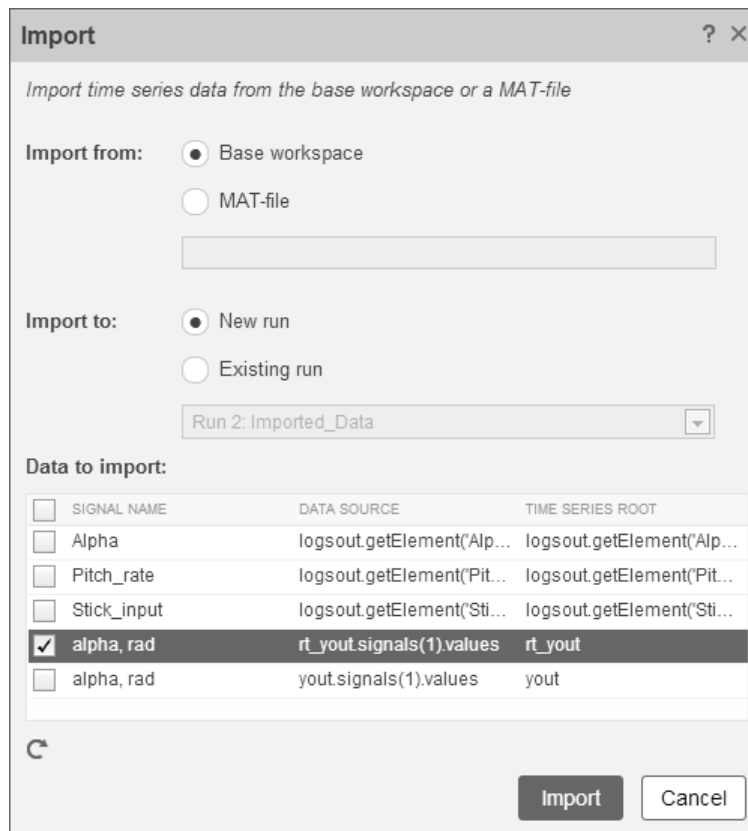 Import ? ×
Import time series data from the base workspace or a MAT-file
Import from: Base workspace
MAT-file
Import to: New run
Existing run
Run 2: Imported_Data
Data to import:
SIGNAL NAME DATA SOURCE TIME SERIES ROOT
Alpha logsout.getElement('Alp... logsout.getElement('Alp...
Pitch_rate logsout.getElement('Pit... logsout.getElement('Pit...
Stick_input logsout.getElement('Sti... logsout.getElement('Sti...
alpha, rad rt_yout.signals(1).values rt_yout
alpha, rad yout.signals(1).values yout
Import Cancel